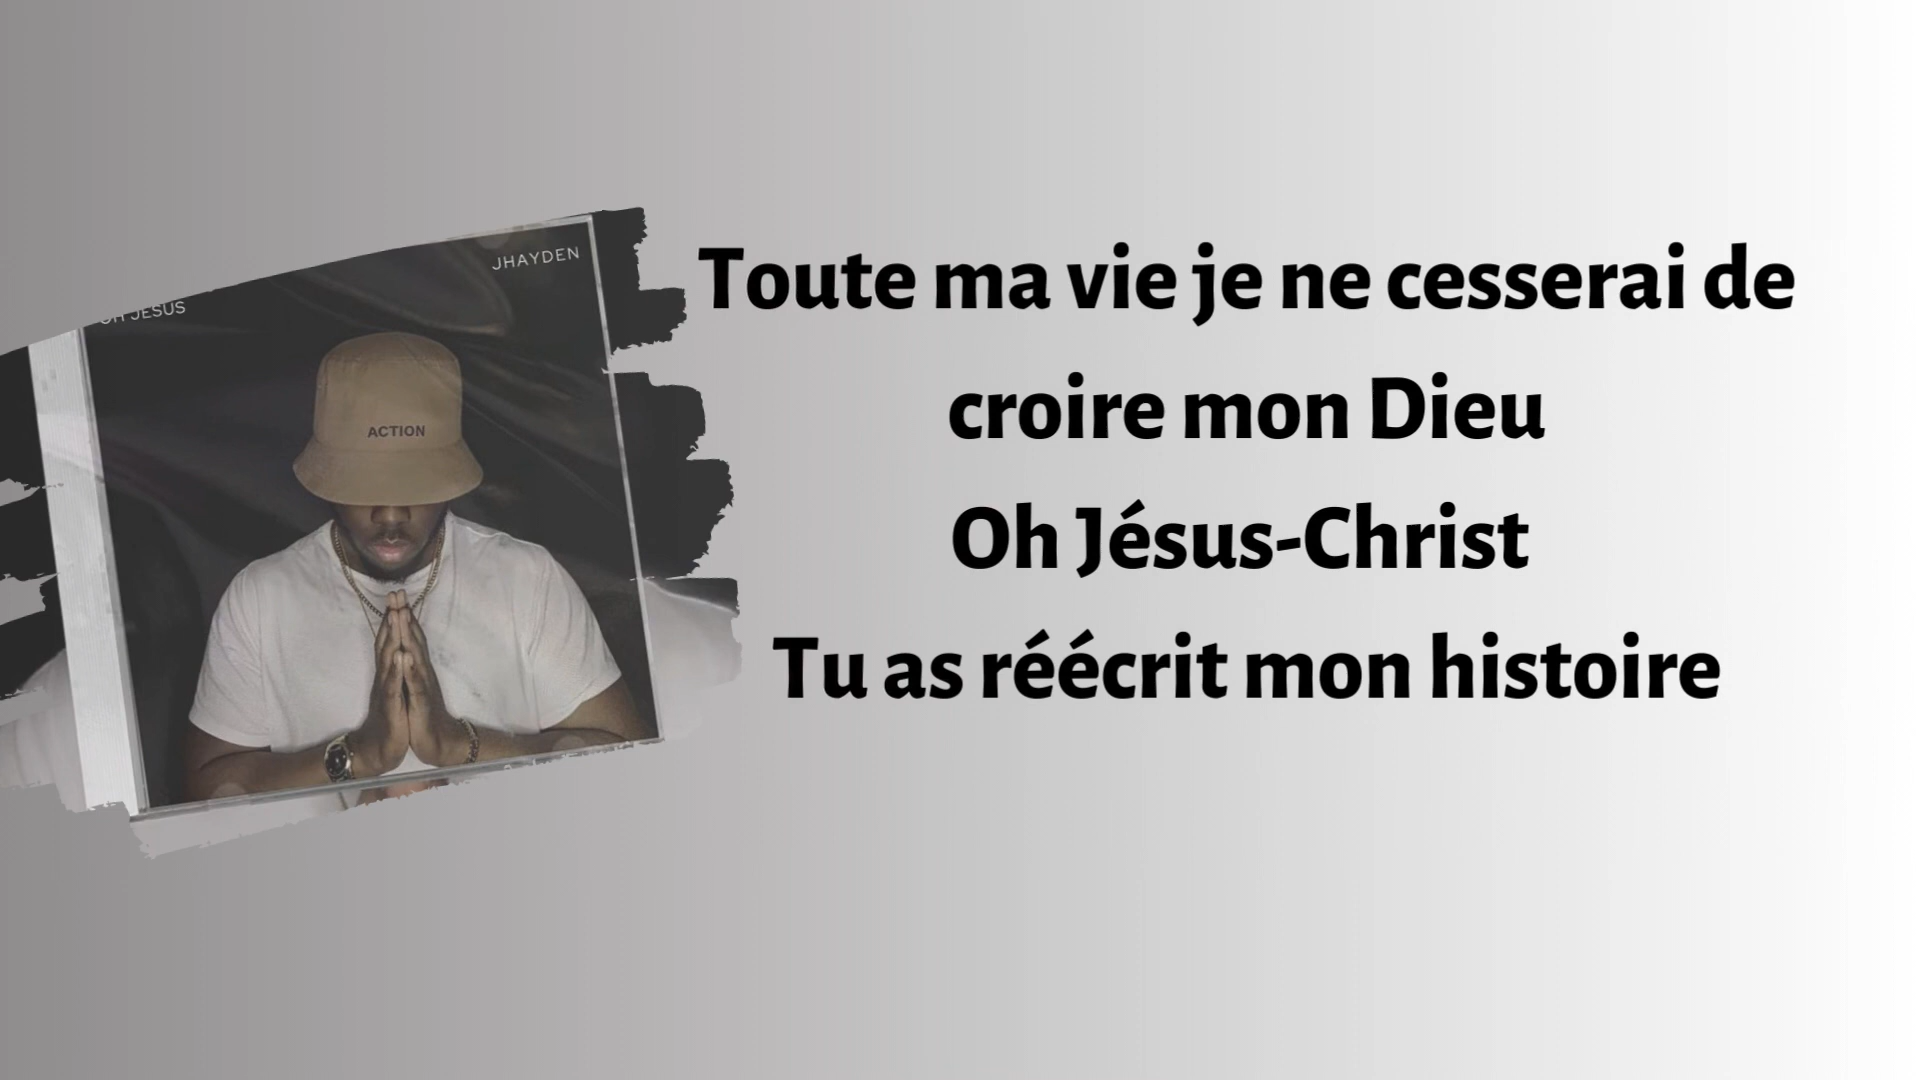 JHAYDEN
OH JESUS
ACTION
Toute ma vie je ne cesserai de
croire mon Dieu
Oh Jésus-Christ
Tu as réécrit mon histoire